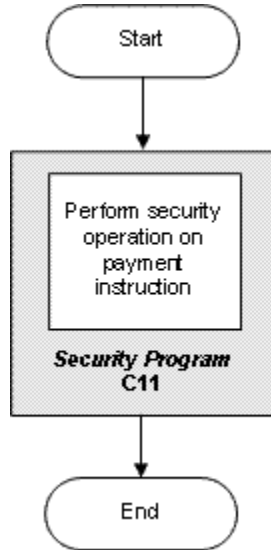 Start
Perform security
operation on
payment
instruction
Security Program
C11
End